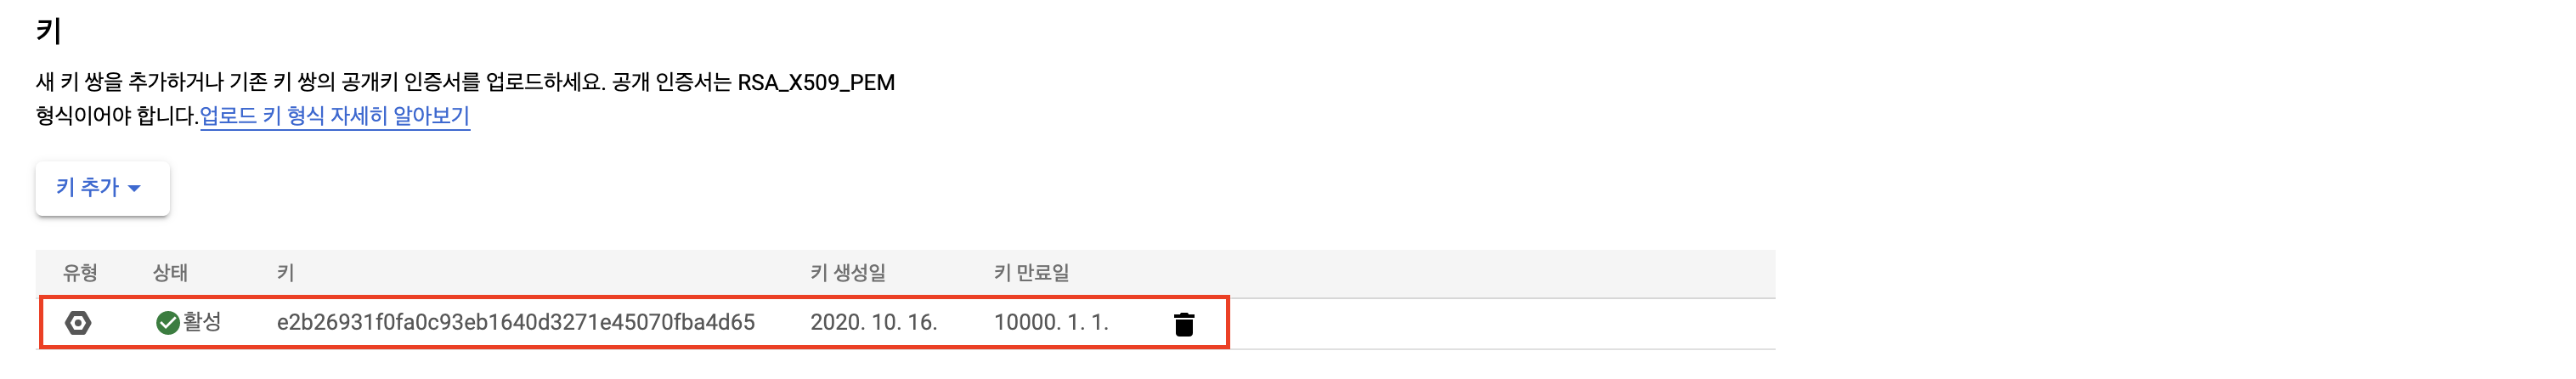 키
새 키 쌍을 추가하거나 기존 키 쌍의 공개키 인증서를 업로드하세요. 공개 인증서는 RSA_X509_PEM
형식이어야 합니다.업로드 키 형식 자세히 알아보기
키 추가
유형 상태 키 키 생성일 키 만료일
활성 e2b26931f0fa0c93eb1640d3271e45070fba4d65 2020. 10. 16. 10000. 1. 1.